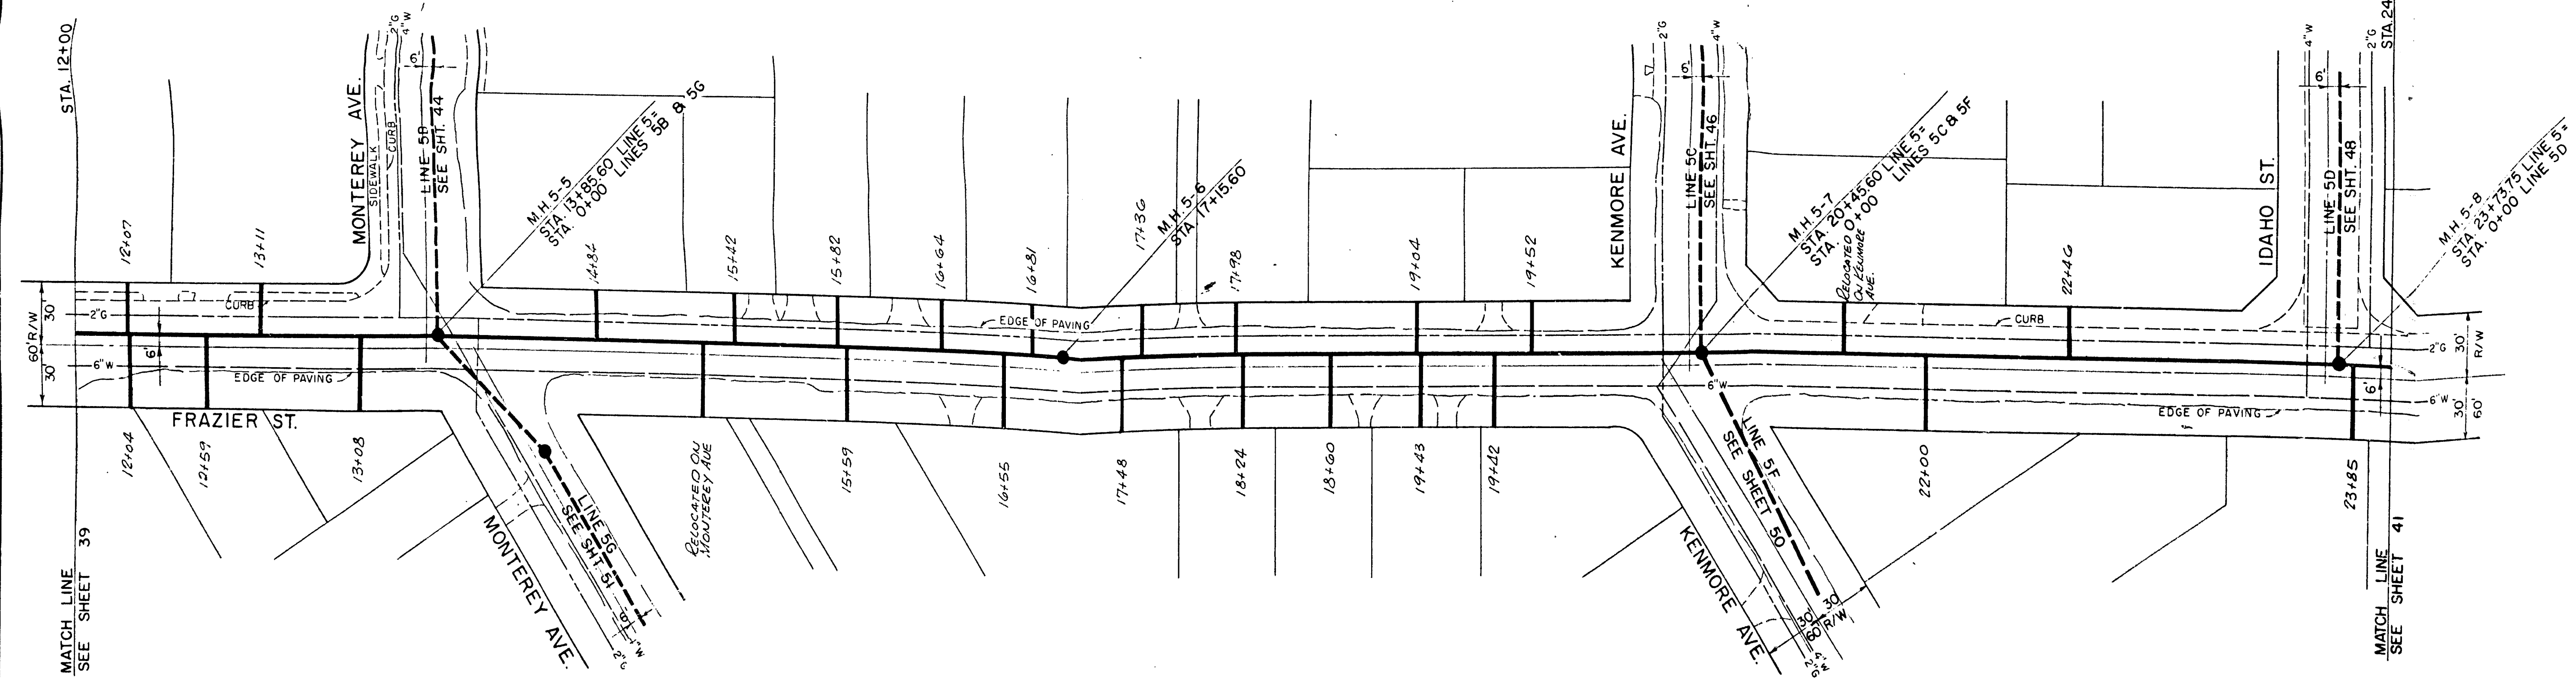 STA. 12+00
MATCH LINE
SEE SHEET 39
60' R/W
30'
30'
12+07
13+11
CURB
2"G
6"W
6'
EDGE OF PAVING
FRAZIER ST.
12+04
12+59
13+08
MONTEREY AVE.
SIDEWALK
CURB
2"G
4"W
6'
LINE 5B
SEE SHT. 44
M.H. 5-5
STA. 13+85.60 LINE 5=
STA. 0+00 LINES 5B & 5G
LINE 5G
SEE SHT. 51
6'
2"G
MONTEREY AVE.
14+84
15+42
15+82
16+64
16+81
17+36
17+98
19+04
19+52
EDGE OF PAVING
M.H. 5-6
STA. 17+15.60
RELOCATED ON
MONTEREY AVE
15+59
16+55
17+48
18+24
18+60
19+43
19+42
KENMORE AVE.
2"G
4"W
6'
LINE 5C
SEE SHT. 46
M.H. 5-7
STA. 20+45.60 LINE 5=
STA. 0+00 LINES 5C & 5F
RELOCATED
ON KENMORE
AVE.
6"W
LINE 5F
SEE SHEET 50
KENMORE AVE.
30'
30'
60' R/W
2"G
4"W
22+46
CURB
22+00
EDGE OF PAVING
23+85
IDAHO ST.
4"W
6'
2"G
LINE 5D
SEE SHT. 48
STA. 24
M.H. 5-8
STA. 23+73.75 LINE 5=
STA. 0+00 LINE 5D
2"G
6"W
6'
30'
R/W
30'
60'
MATCH LINE
SEE SHEET 41